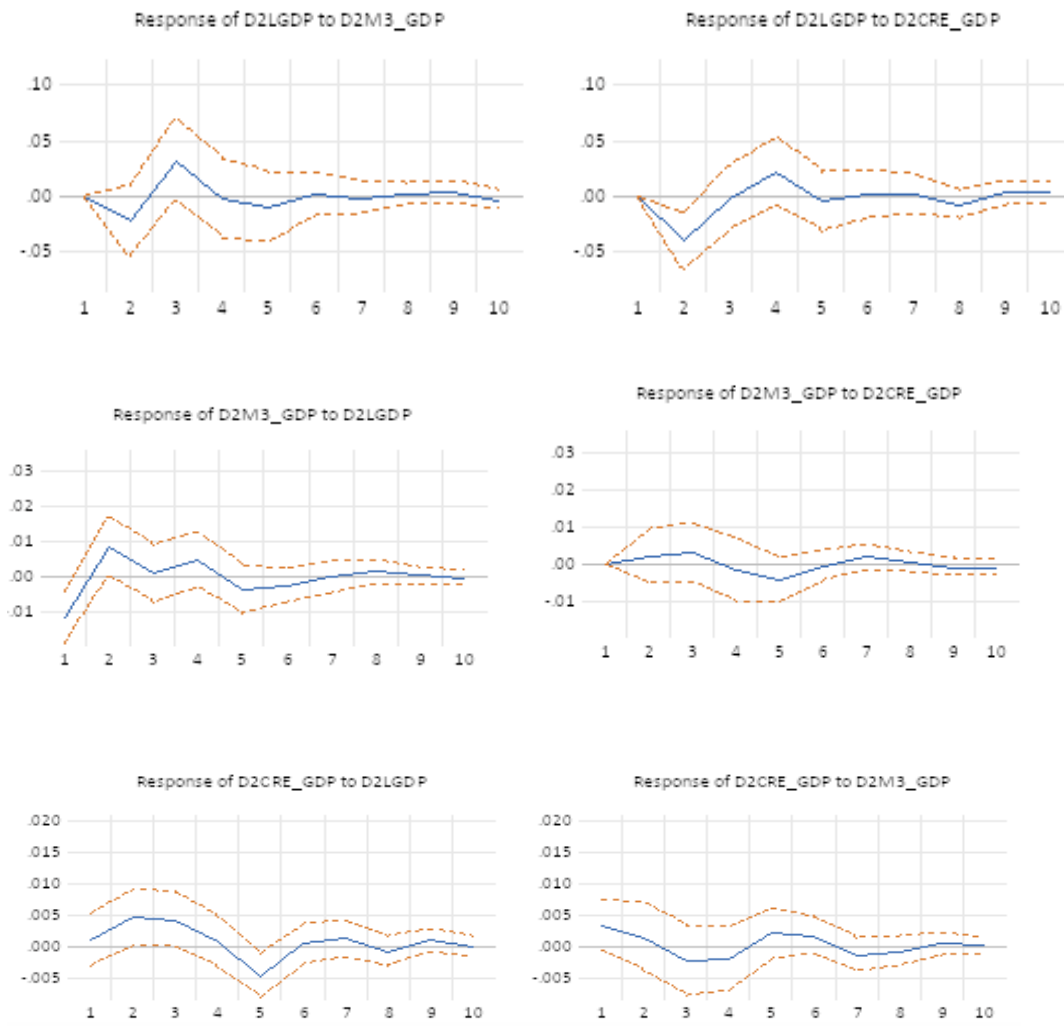 Response of D2LGDP to D2M3_GDP
.10
.05
.00
-.05
1 2 3 4 5 6 7 8 9 10
Response of D2LGDP to D2CRE_GDP
.10
.05
.00
-.05
1 2 3 4 5 6 7 8 9 10
Response of D2M3_GDP to D2LGDP
.03
.02
.01
.00
-.01
1 2 3 4 5 6 7 8 9 10
Response of D2M3_GDP to D2CRE_GDP
.03
.02
.01
.00
-.01
1 2 3 4 5 6 7 8 9 10
Response of D2CRE_GDP to D2LGDP
.020
.015
.010
.005
.000
-.005
1 2 3 4 5 6 7 8 9 10
Response of D2CRE_GDP to D2M3_GDP
.020
.015
.010
.005
.000
-.005
1 2 3 4 5 6 7 8 9 10